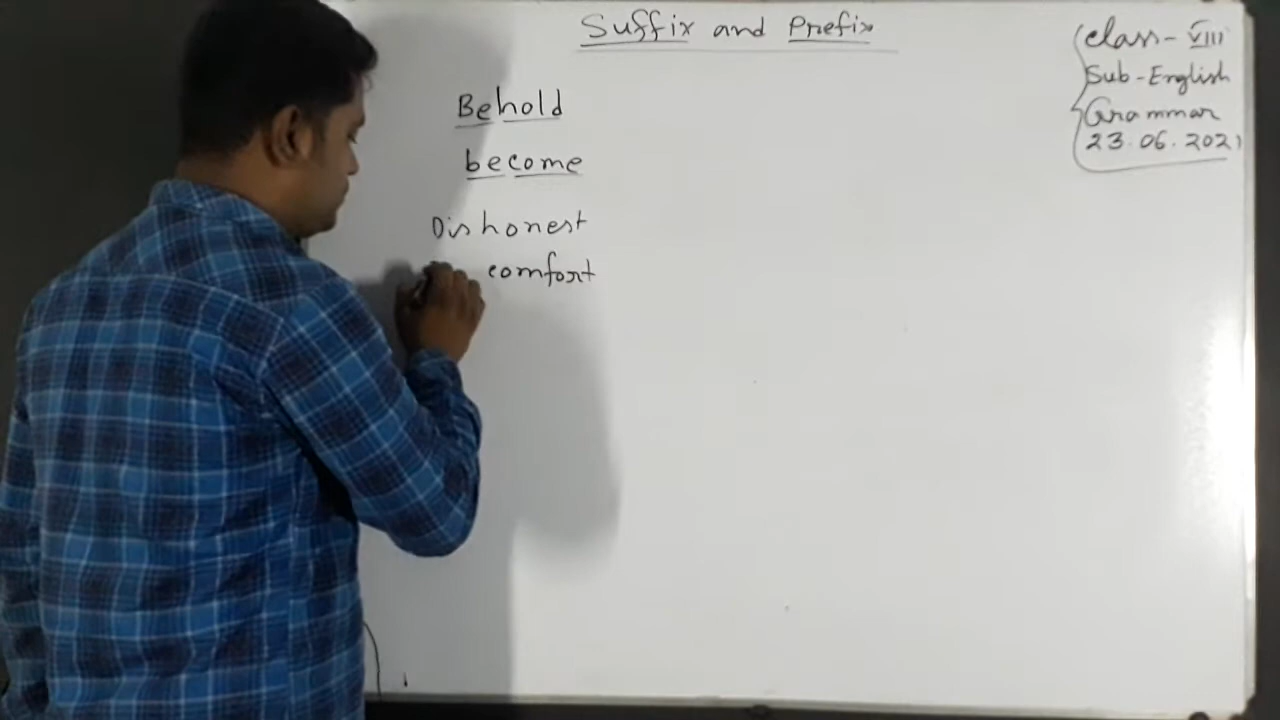 Suffix and Prefix
Class - VIII
Sub - English
Grammar
23.06.2021
Behold
become
Dishonest
comfort